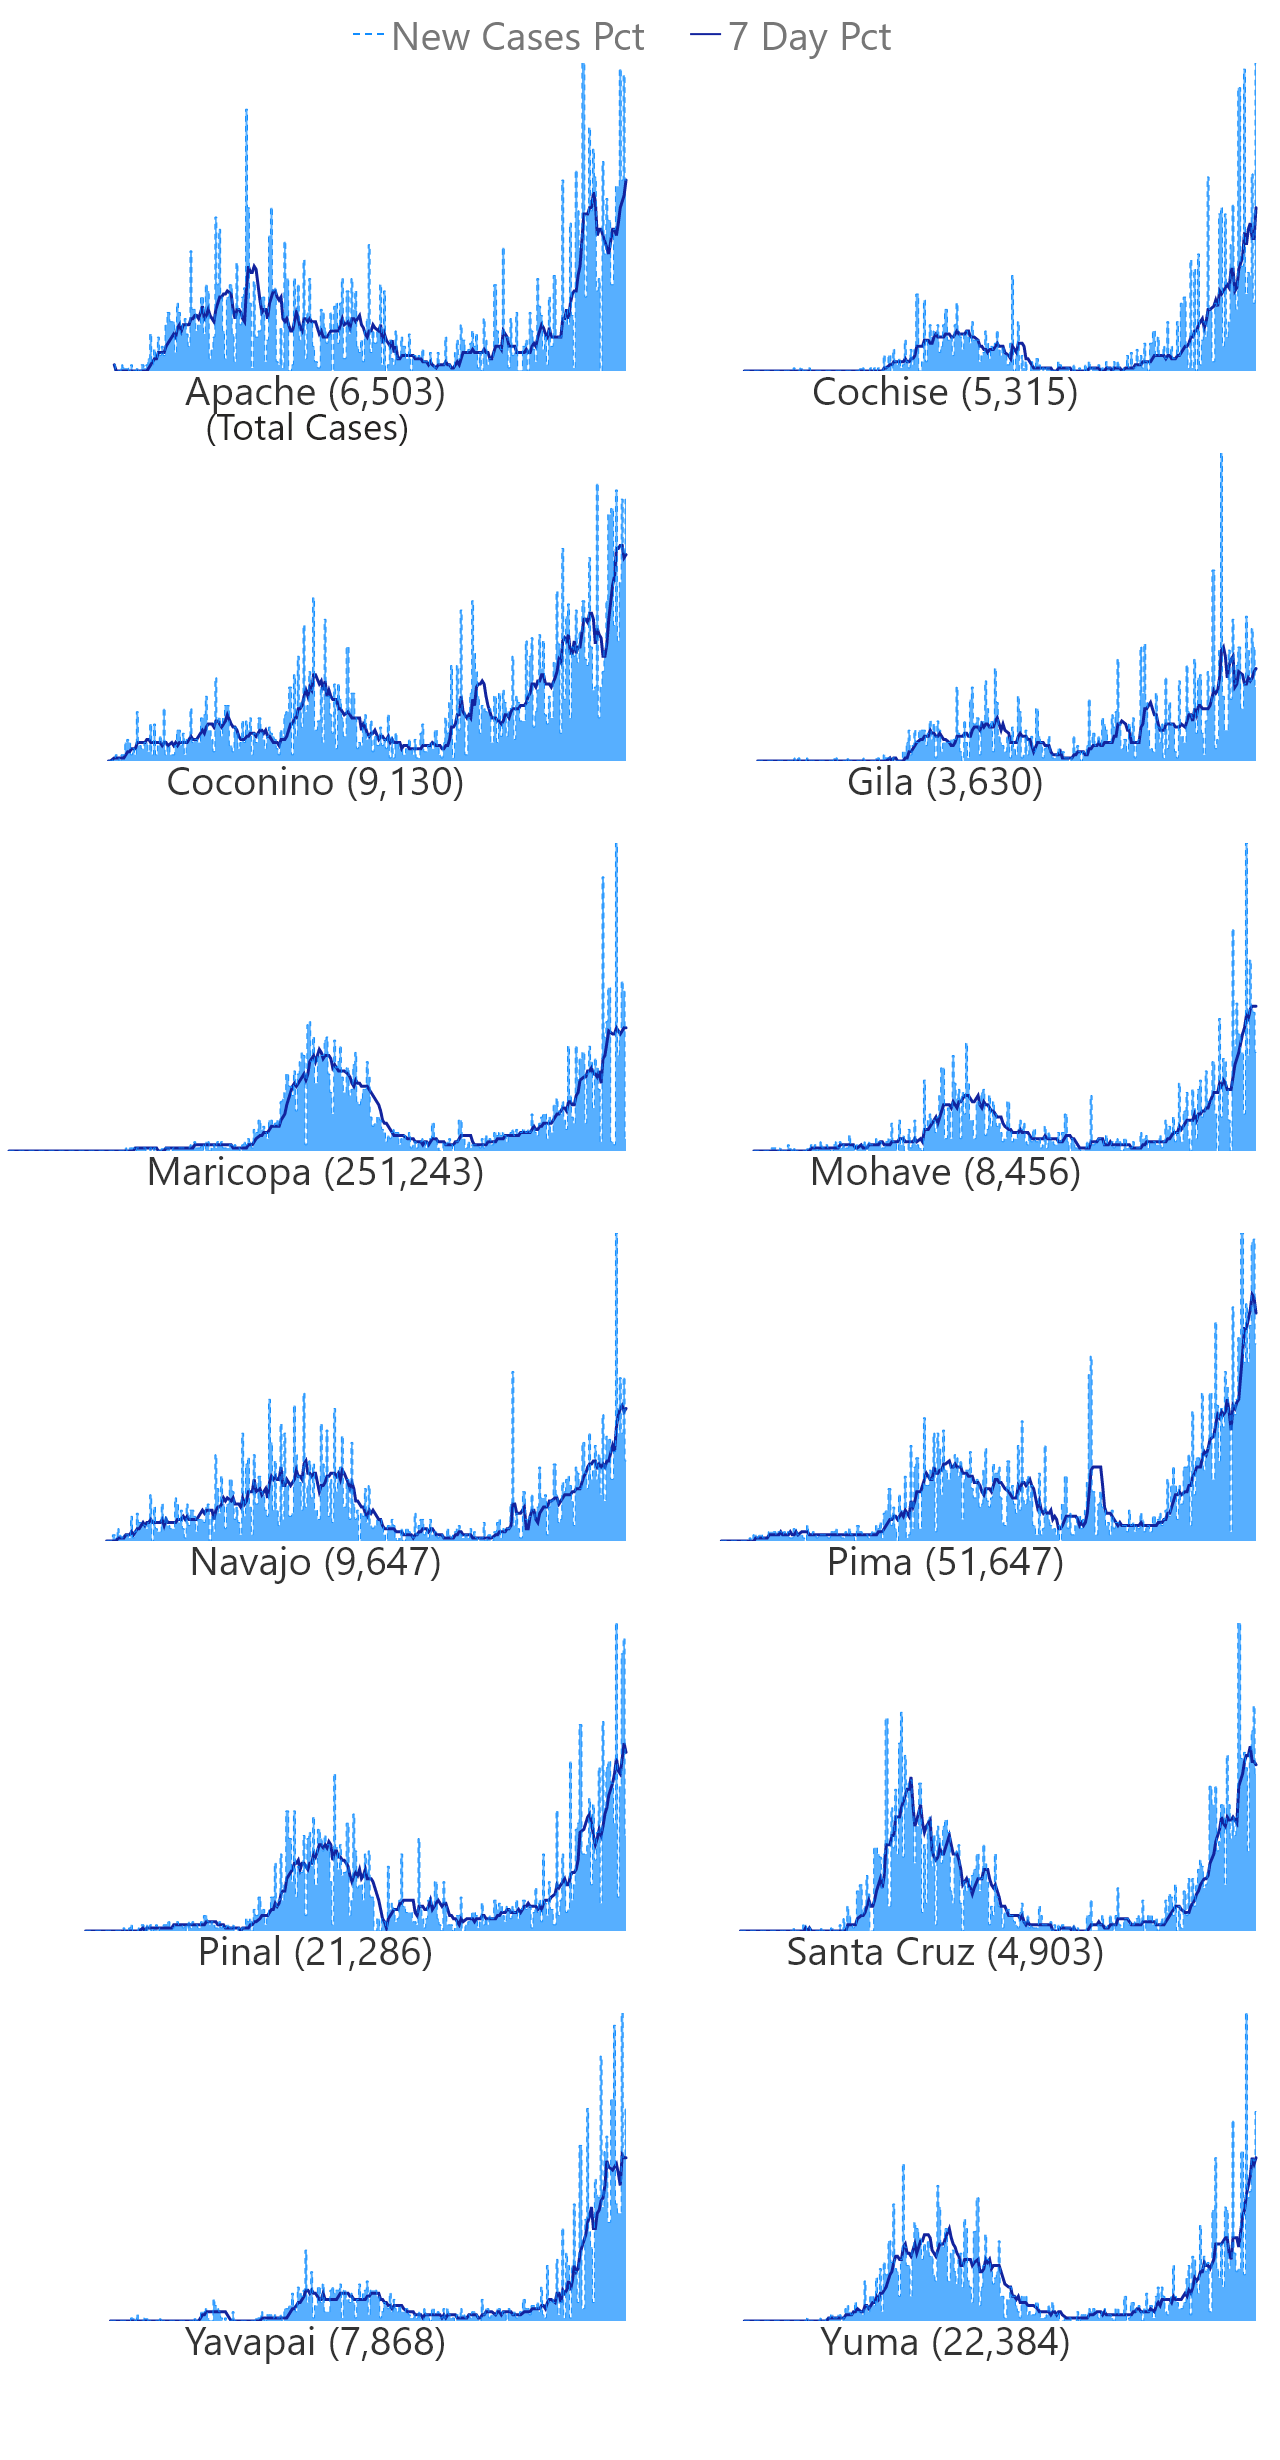 New Cases Pct 7 Day Pct
Apache (6,503) Cochise (5,315)
(Total Cases)
Coconino (9,130) Gila (3,630)
Maricopa (251,243) Mohave (8,456)
Navajo (9,647) Pima (51,647)
Pinal (21,286) Santa Cruz (4,903)
Yavapai (7,868) Yuma (22,384)